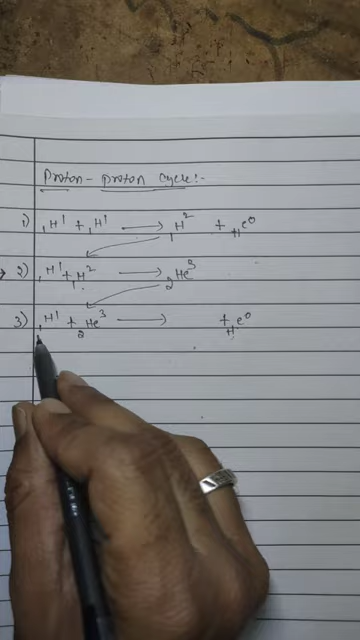 Proton - proton cycle:-
1) ₁H¹ + ₁H¹ ⟶ ₁H² + ₊₁e⁰
2) ₁H¹ + ₁H² ⟶ ₂He³
3) ₁H¹ + ₂He³ ⟶ + ₊₁e⁰